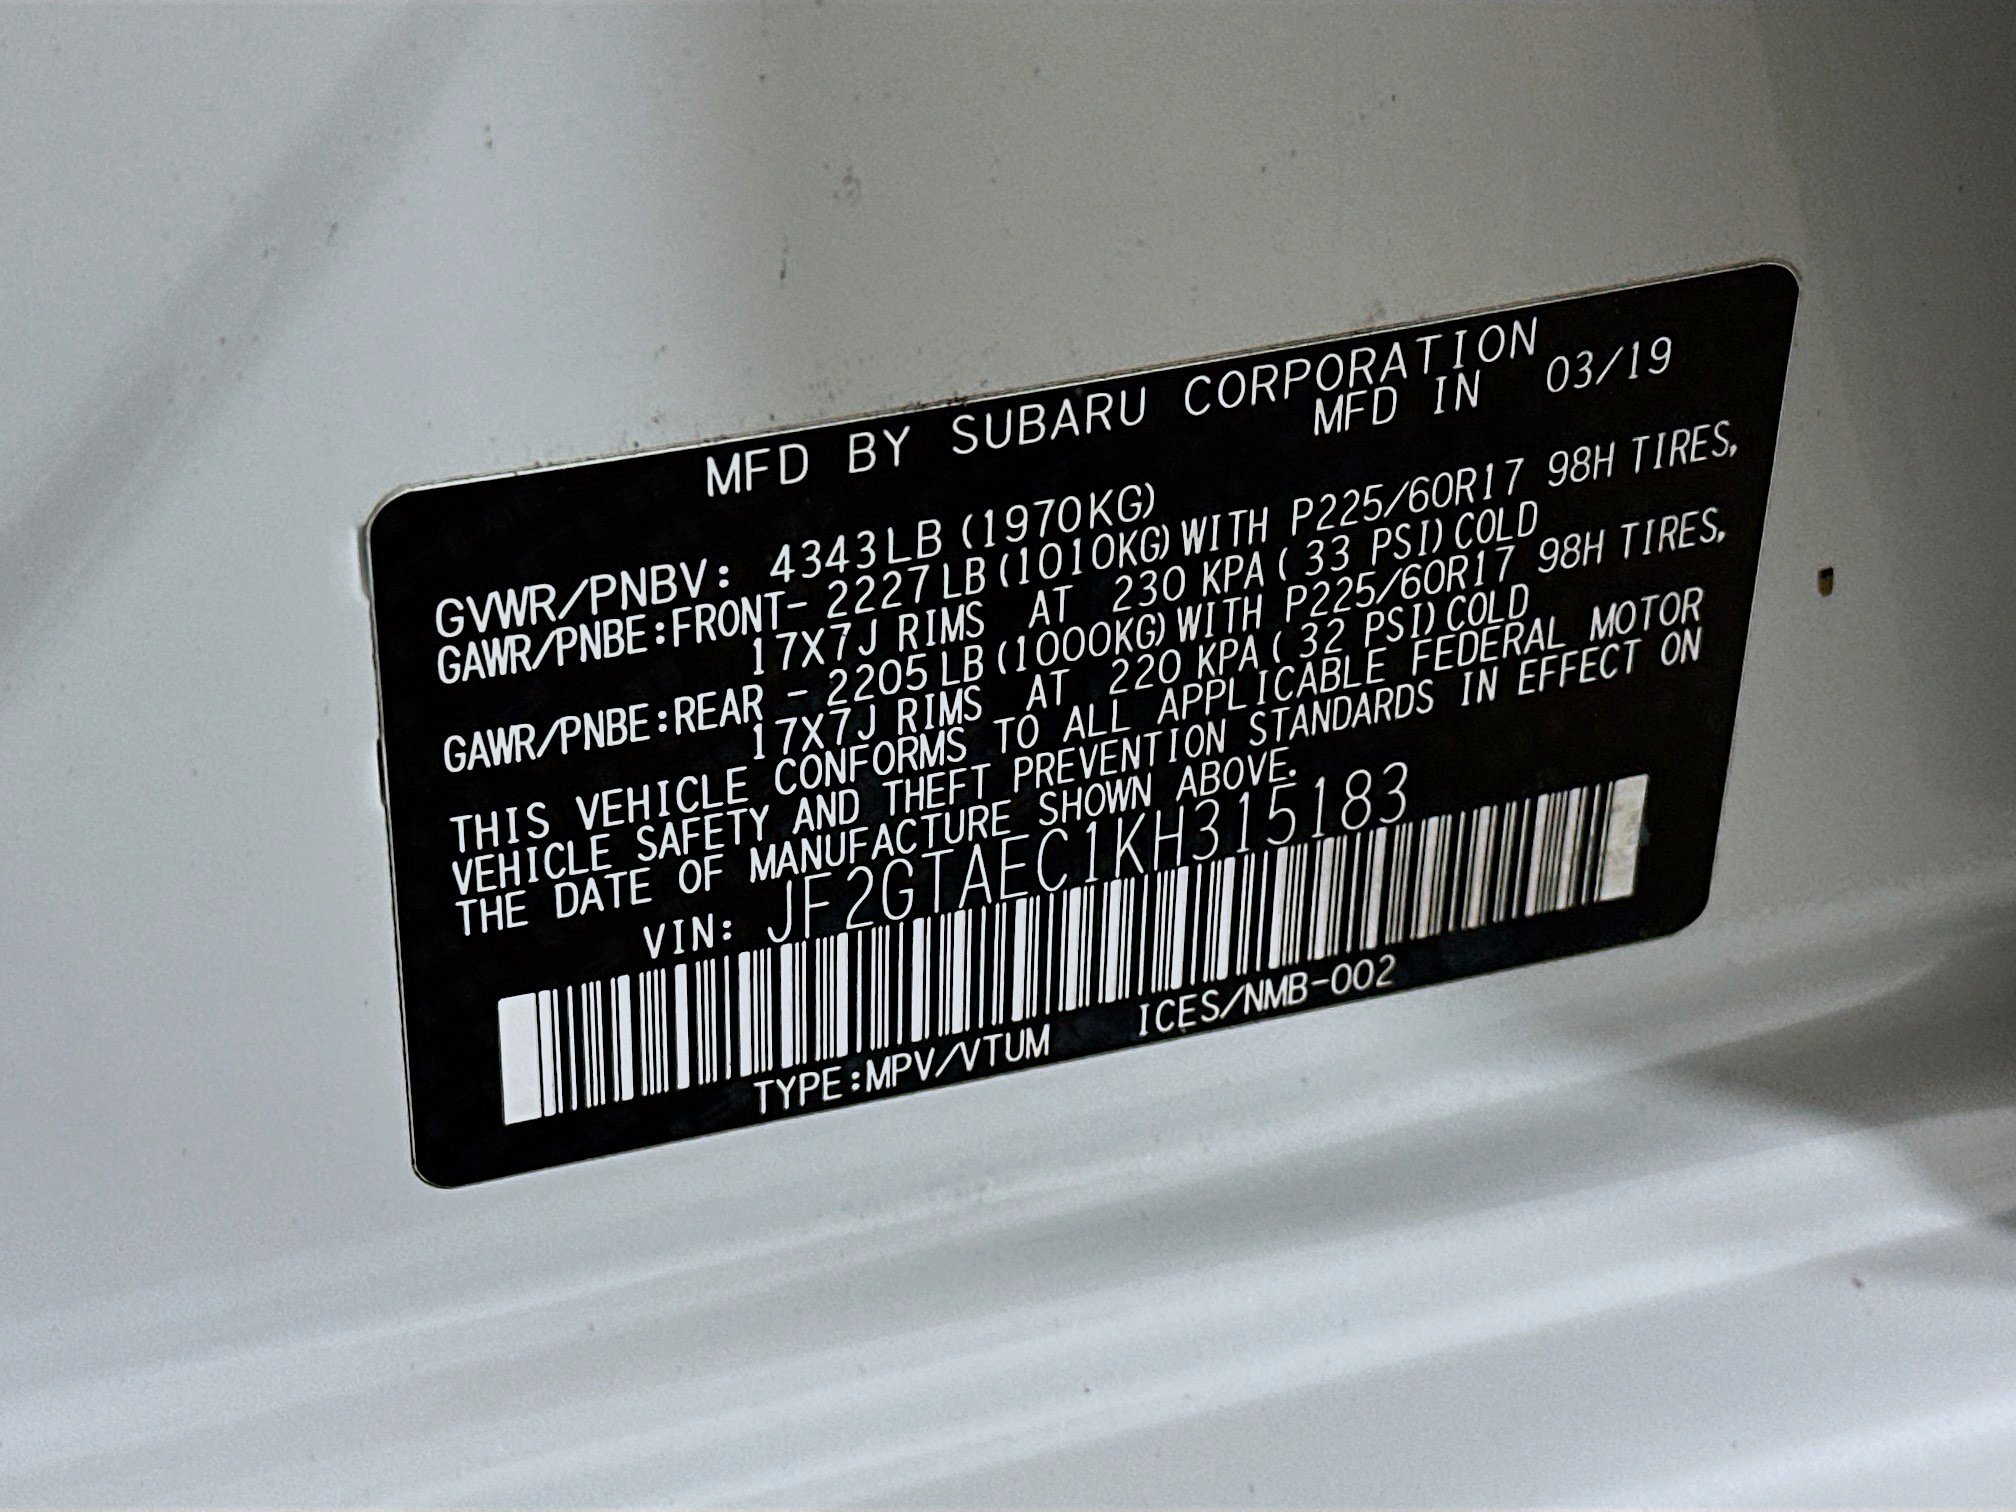 MFD BY SUBARU CORPORATION
MFD IN 03/19
GVWR/PNBV: 4343LB (1970KG)
GAWR/PNBE:FRONT- 2227LB (1010KG) WITH P225/60R17 98H TIRES,
17X7J RIMS AT 230 KPA ( 33 PSI) COLD
GAWR/PNBE:REAR - 2205LB (1000KG) WITH P225/60R17 98H TIRES,
17X7J RIMS AT 220 KPA ( 32 PSI) COLD
THIS VEHICLE CONFORMS TO ALL APPLICABLE FEDERAL MOTOR
VEHICLE SAFETY AND THEFT PREVENTION STANDARDS IN EFFECT ON
THE DATE OF MANUFACTURE SHOWN ABOVE.
VIN: JF2GTAEC1KH315183
TYPE:MPV/VTUM ICES/NMB-002